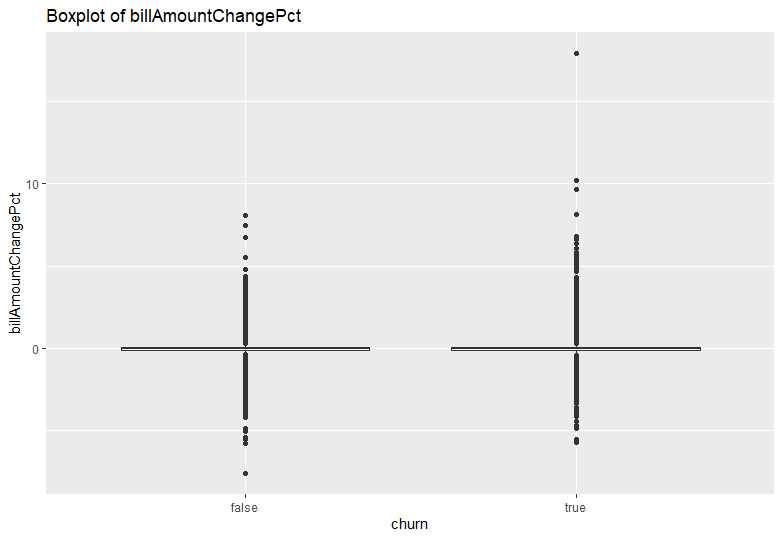 Boxplot of billAmountChangePct
billAmountChangePct
10
0
false
true
churn